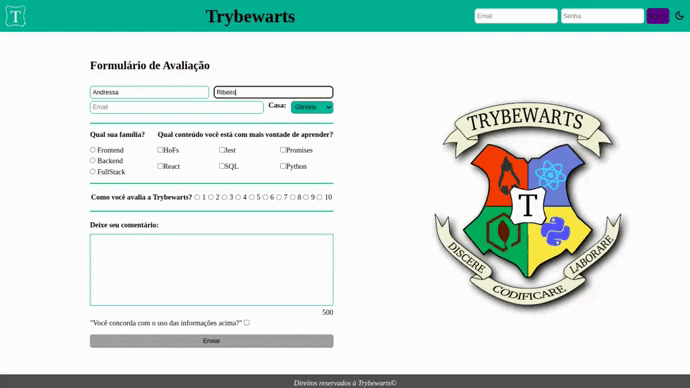 T
Trybewarts
Email
Senha
Formulário de Avaliação
Andressa
Ribeiro
Email
Casa:
Qual sua família?
Qual conteúdo você está com mais vontade de aprender?
Frontend
HoFs
Jest
Promises
Backend
React
SQL
Python
FullStack
Como você avalia a Trybewarts? 1 2 3 4 5 6 7 8 9 10
Deixe seu comentário:
500
"Você concorda com o uso das informações acima?"
Enviar
TRYBEWARTS
T
DISCERE
CODIFICARE
LABORARE
Direitos reservados à Trybewarts©